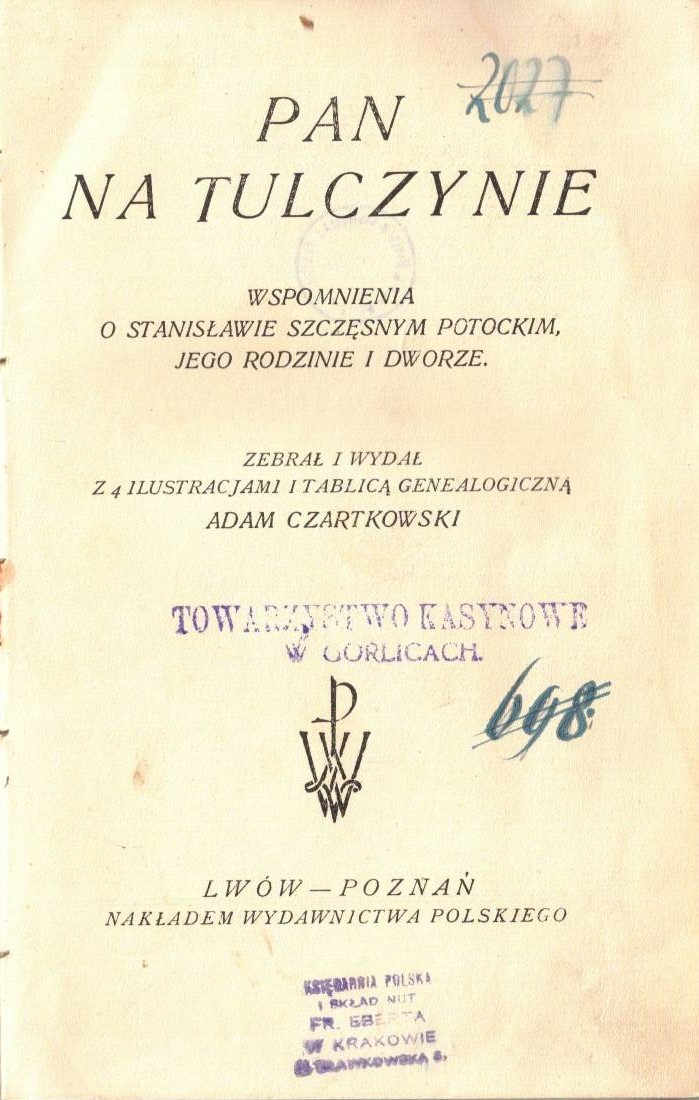 2027
PAN
NA TULCZYNIE
WSPOMNIENIA
O STANISŁAWIE SZCZĘSNYM POTOCKIM,
JEGO RODZINIE I DWORZE.
ZEBRAŁ I WYDAŁ
Z 4 ILUSTRACJAMI I TABLICĄ GENEALOGICZNĄ
ADAM CZARTKOWSKI
TOWARZYSTWO KASYNOWE
W GORLICACH.
698
LWÓW — POZNAŃ
NAKŁADEM WYDAWNICTWA POLSKIEGO
KSIĘGARNIA POLSKA
I SKŁAD NUT
FR. EBERTA
W KRAKOWIE
SŁAWKOWSKA